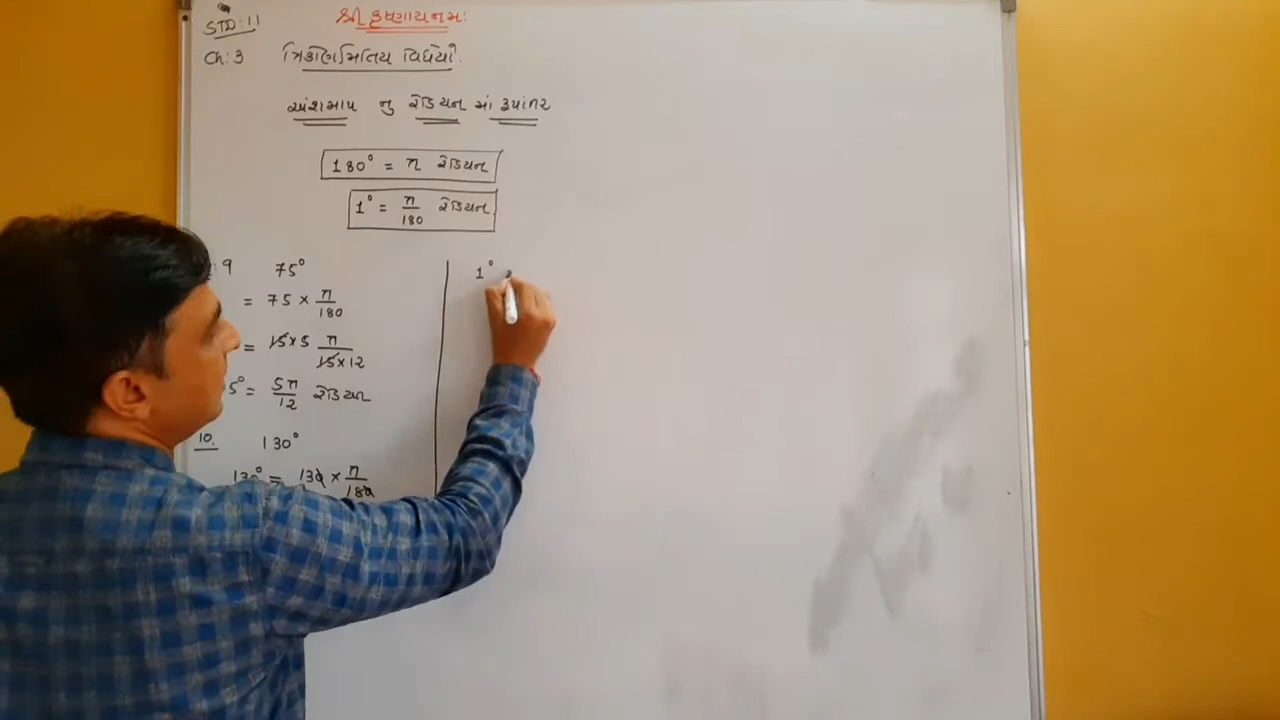 STD: 11
શ્રી કૃષ્ણાય નમઃ
Ch: 3 ત્રિકોણમિતિય વિધેયો.
અંશમાપ નુ રેડિયન માં રૂપાંતર
180° = π રેડિયન
1° = π/180 રેડિયન
9 75°
= 75 × π/180
= 15×5 π/15×12
5° = 5π/12 રેડિયન
10. 130°
130° = 130 × π/180
1°